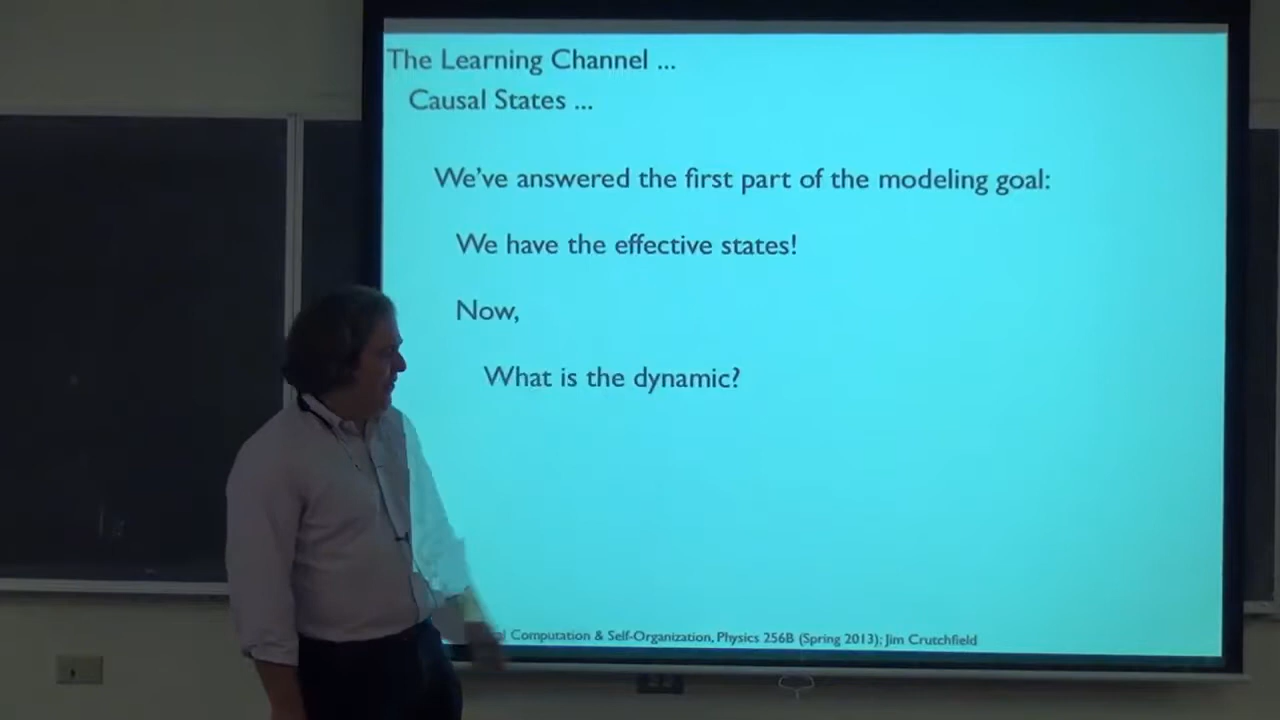 The Learning Channel ...
Causal States ...
We've answered the first part of the modeling goal:
We have the effective states!
Now,
What is the dynamic?
Computation & Self-Organization, Physics 256B (Spring 2013); Jim Crutchfield